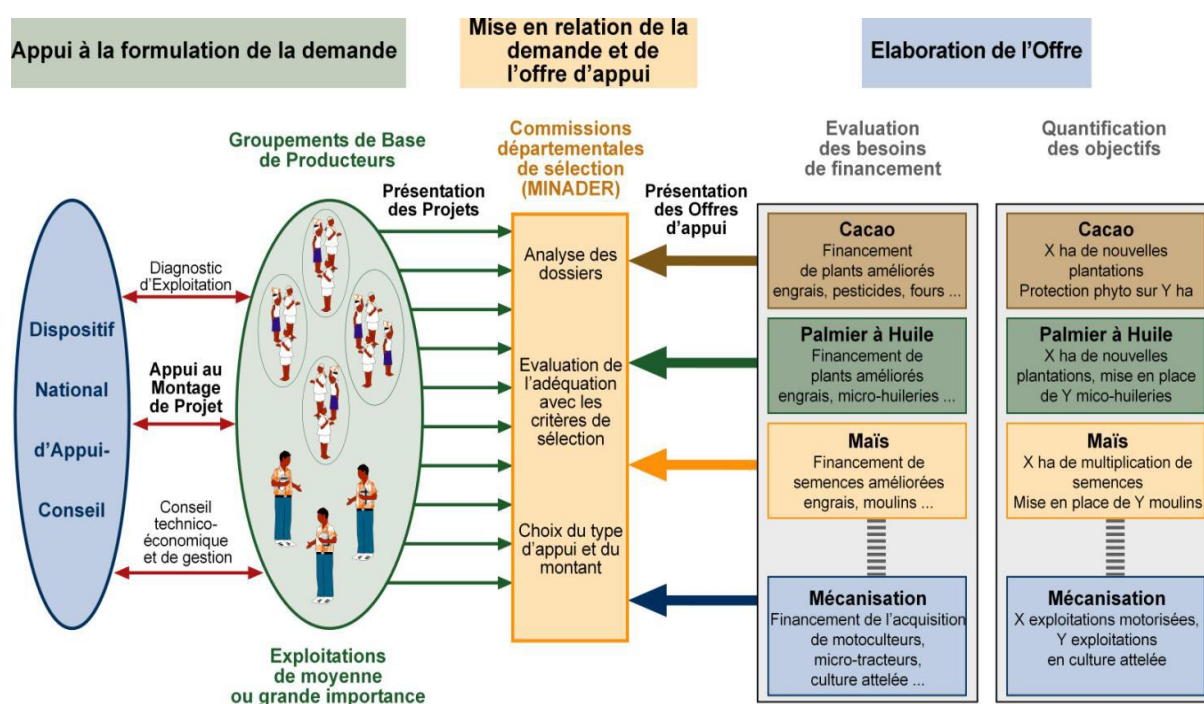 Appui à la formulation de la demande
Mise en relation de la
demande et de
l'offre d'appui
Elaboration de l'Offre
Groupements de Base
de Producteurs
Commissions
départementales
de sélection
(MINADER)
Evaluation
des besoins
de financement
Quantification
des objectifs
Présentation
des Projets
Présentation
des Offres
d'appui
Dispositif
National
d'Appui-
Conseil
Diagnostic
d'Exploitation
Appui au
Montage
de Projet
Conseil
technico-
économique
et de gestion
Exploitations
de moyenne
ou grande importance
Analyse des
dossiers
Evaluation de
l'adéquation
avec les
critères de
sélection
Choix du type
d'appui et du
montant
Cacao
Financement
de plants améliorés
engrais, pesticides, fours ...
Palmier à Huile
Financement de
plants améliorés
engrais, micro-huileries ...
Maïs
Financement de
semences améliorées
engrais, moulins ...
Mécanisation
Financement de l'acquisition
de motoculteurs,
micro-tracteurs,
culture attelée ...
Cacao
X ha de nouvelles
plantations
Protection phyto sur Y ha
Palmier à Huile
X ha de nouvelles
plantations, mise en place
de Y mico-huileries
Maïs
X ha de multiplication de
semences
Mise en place de Y moulins
Mécanisation
X exploitations motorisées,
Y exploitations
en culture attelée